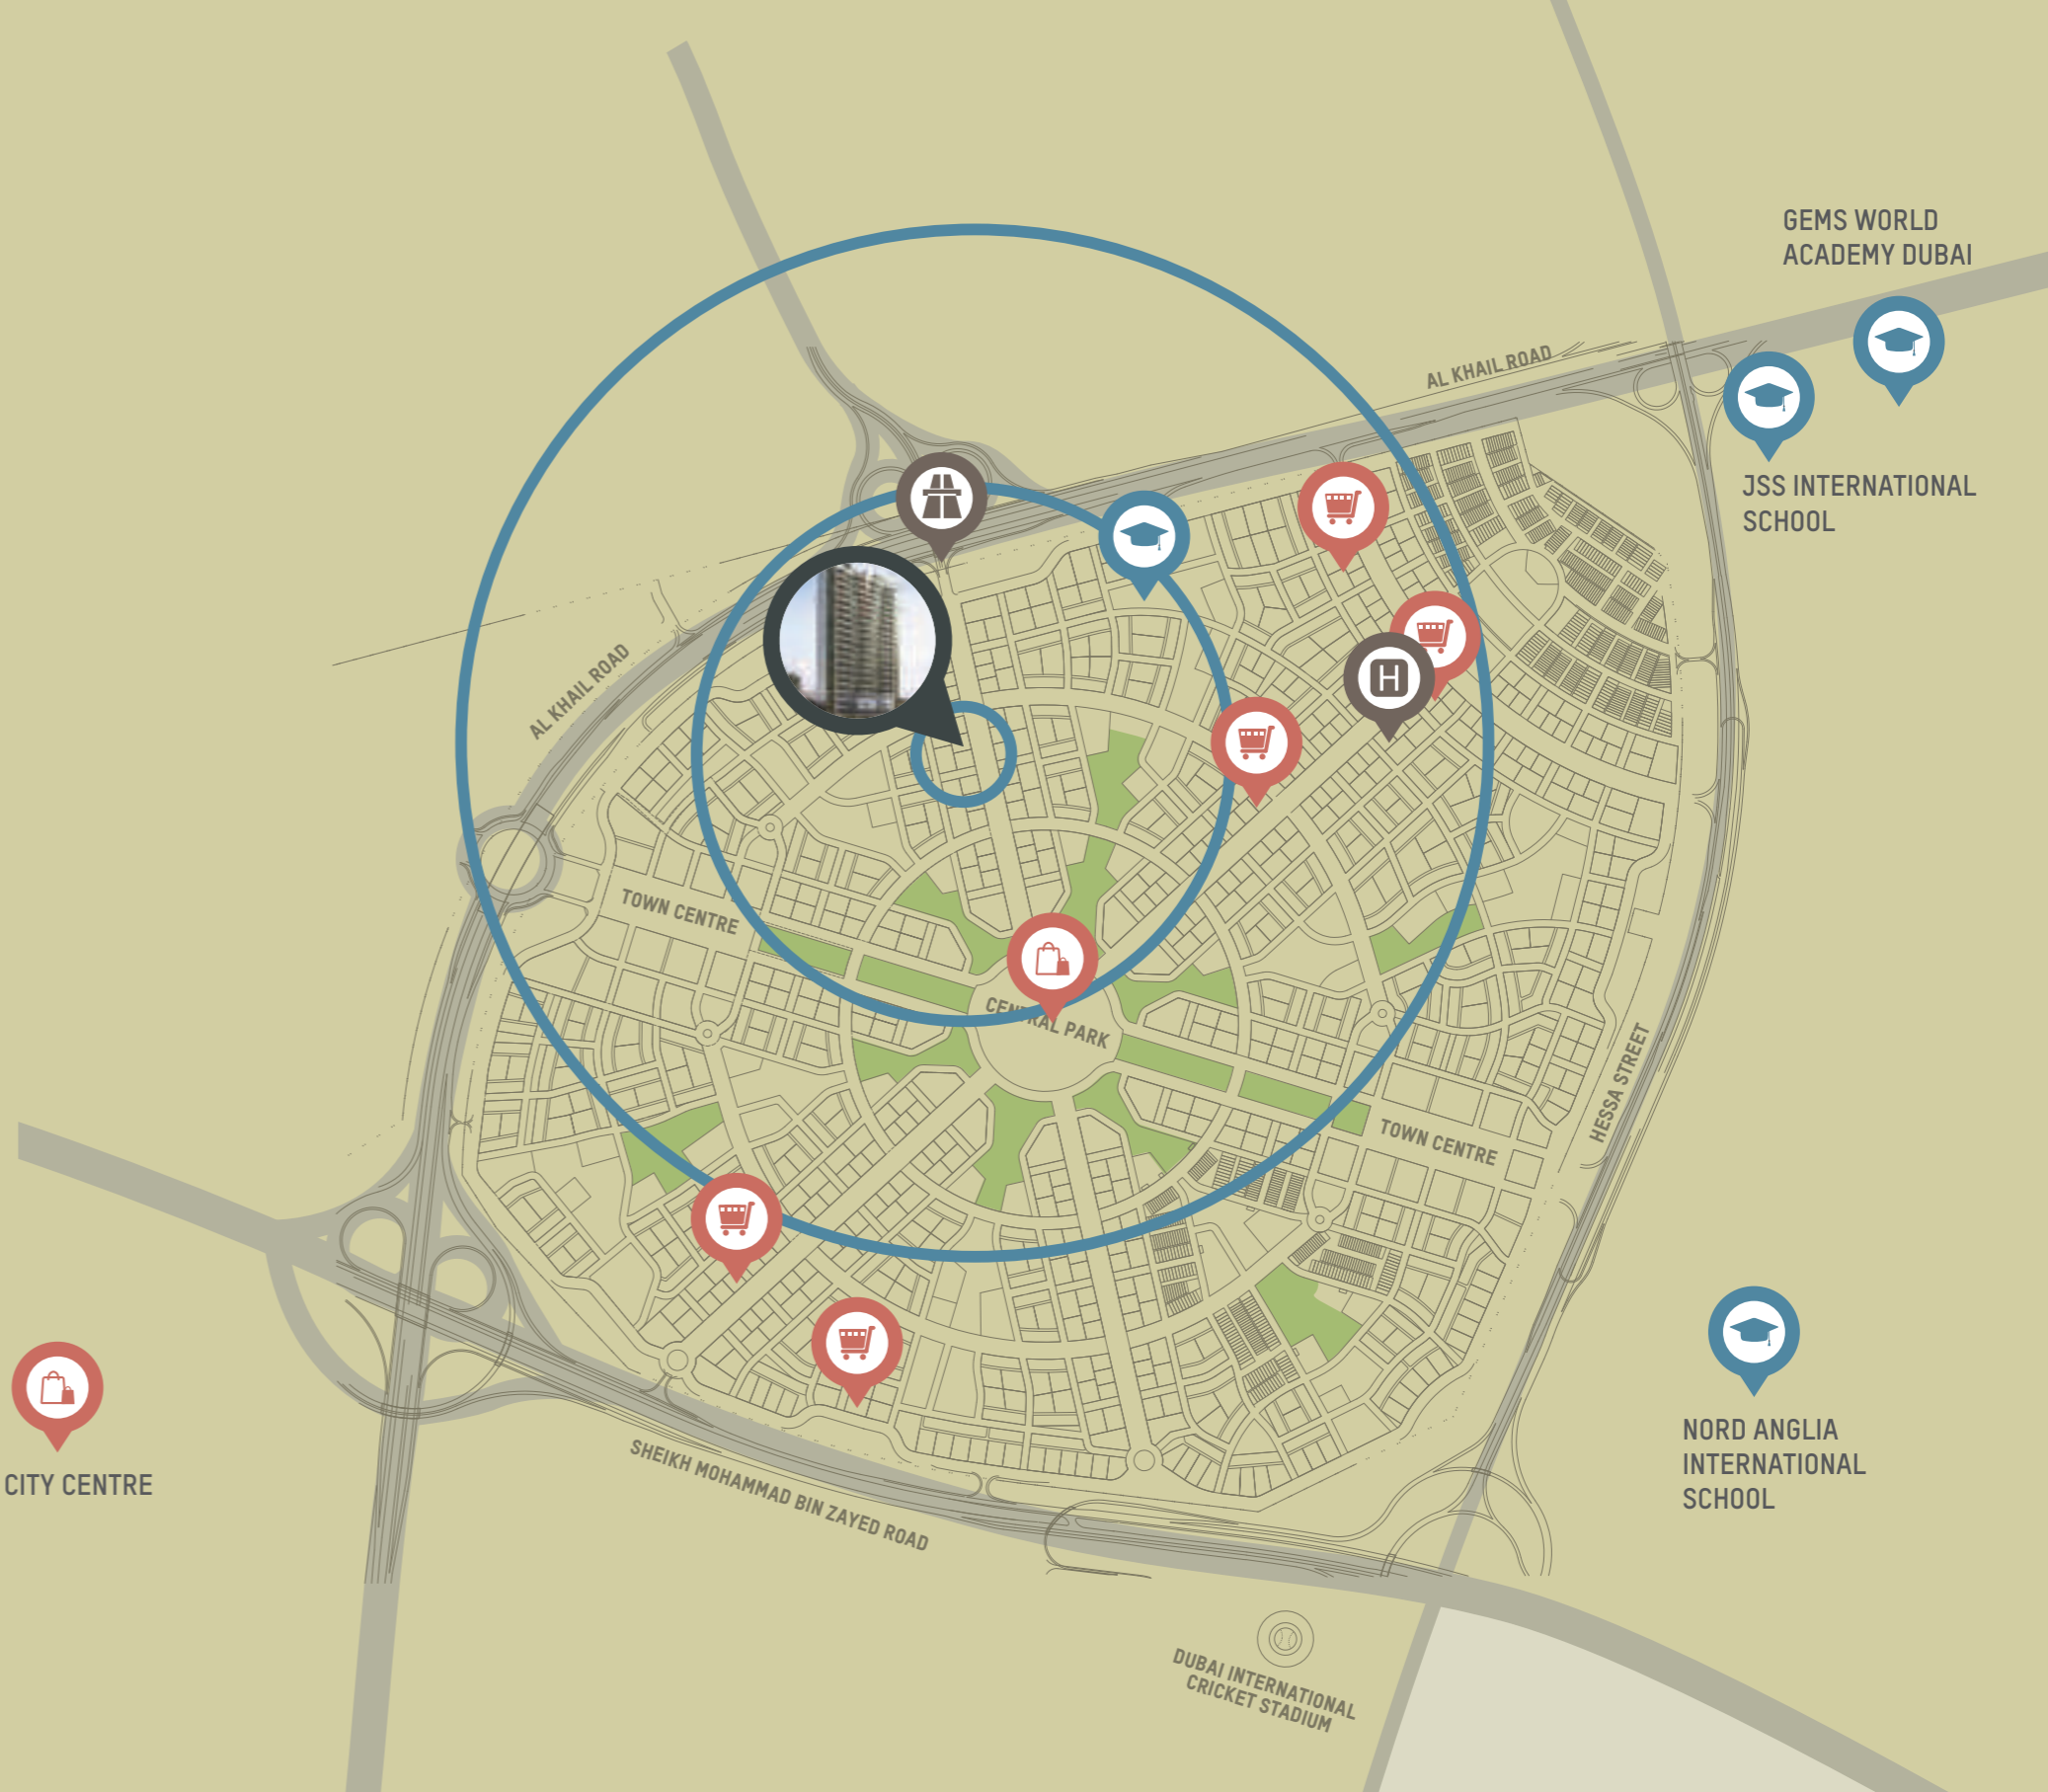 GEMS WORLD
ACADEMY DUBAI
AL KHAIL ROAD
JSS INTERNATIONAL
SCHOOL
H
AL KHAIL ROAD
TOWN CENTRE
CENTRAL PARK
HESSA STREET
TOWN CENTRE
NORD ANGLIA
INTERNATIONAL
SCHOOL
CITY CENTRE
SHEIKH MOHAMMAD BIN ZAYED ROAD
DUBAI INTERNATIONAL
CRICKET STADIUM